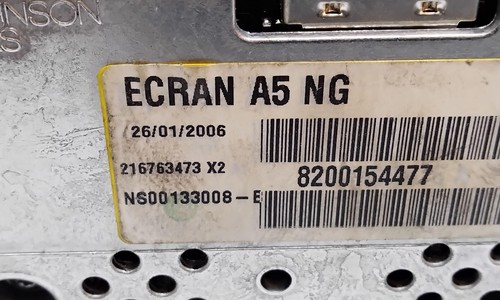 ECRAN A5 NG
26/01/2006
216763473 X2
8200154477
NS00133008-E